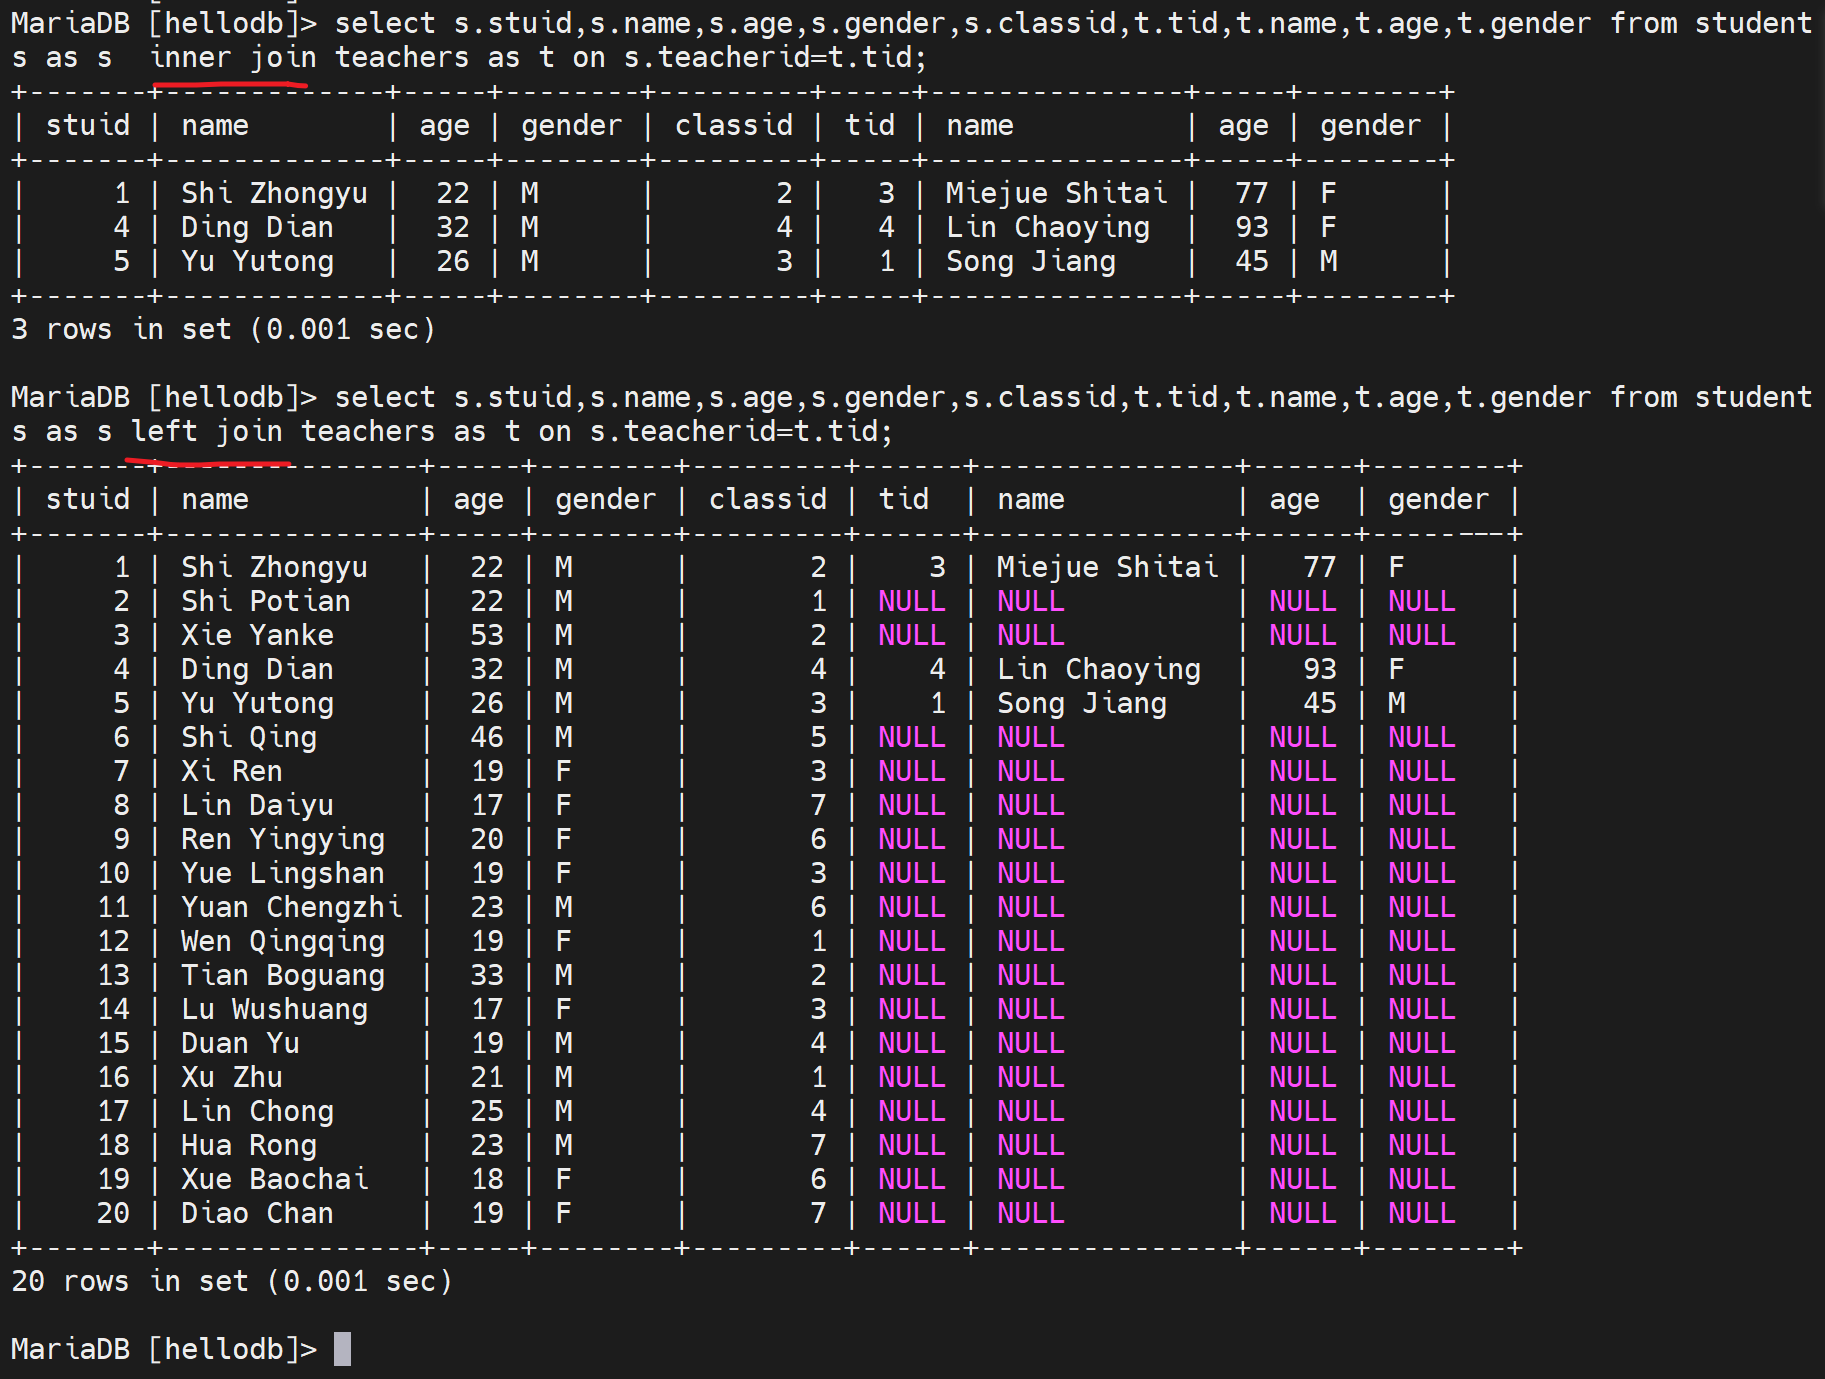 MariaDB [hellodb]> select s.stuid,s.name,s.age,s.gender,s.classid,t.tid,t.name,t.age,t.gender from student
s as s  inner join teachers as t on s.teacherid=t.tid;
+-------+-------------+-----+--------+---------+-----+---------------+-----+--------+
| stuid | name        | age | gender | classid | tid | name          | age | gender |
+-------+-------------+-----+--------+---------+-----+---------------+-----+--------+
|     1 | Shi Zhongyu |  22 | M      |       2 |   3 | Miejue Shitai |  77 | F      |
|     4 | Ding Dian   |  32 | M      |       4 |   4 | Lin Chaoying  |  93 | F      |
|     5 | Yu Yutong   |  26 | M      |       3 |   1 | Song Jiang    |  45 | M      |
+-------+-------------+-----+--------+---------+-----+---------------+-----+--------+
3 rows in set (0.001 sec)
MariaDB [hellodb]> select s.stuid,s.name,s.age,s.gender,s.classid,t.tid,t.name,t.age,t.gender from student
s as s left join teachers as t on s.teacherid=t.tid;
+-------+---------------+-----+--------+---------+------+---------------+------+--------+
| stuid | name          | age | gender | classid | tid  | name          | age  | gender |
+-------+---------------+-----+--------+---------+------+---------------+------+--------+
|     1 | Shi Zhongyu   |  22 | M      |       2 |    3 | Miejue Shitai |   77 | F      |
|     2 | Shi Potian    |  22 | M      |       1 | NULL | NULL          | NULL | NULL   |
|     3 | Xie Yanke     |  53 | M      |       2 | NULL | NULL          | NULL | NULL   |
|     4 | Ding Dian     |  32 | M      |       4 |    4 | Lin Chaoying  |   93 | F      |
|     5 | Yu Yutong     |  26 | M      |       3 |    1 | Song Jiang    |   45 | M      |
|     6 | Shi Qing      |  46 | M      |       5 | NULL | NULL          | NULL | NULL   |
|     7 | Xi Ren        |  19 | F      |       3 | NULL | NULL          | NULL | NULL   |
|     8 | Lin Daiyu     |  17 | F      |       7 | NULL | NULL          | NULL | NULL   |
|     9 | Ren Yingying  |  20 | F      |       6 | NULL | NULL          | NULL | NULL   |
|    10 | Yue Lingshan  |  19 | F      |       3 | NULL | NULL          | NULL | NULL   |
|    11 | Yuan Chengzhi |  23 | M      |       6 | NULL | NULL          | NULL | NULL   |
|    12 | Wen Qingqing  |  19 | F      |       1 | NULL | NULL          | NULL | NULL   |
|    13 | Tian Boguang  |  33 | M      |       2 | NULL | NULL          | NULL | NULL   |
|    14 | Lu Wushuang   |  17 | F      |       3 | NULL | NULL          | NULL | NULL   |
|    15 | Duan Yu       |  19 | M      |       4 | NULL | NULL          | NULL | NULL   |
|    16 | Xu Zhu        |  21 | M      |       1 | NULL | NULL          | NULL | NULL   |
|    17 | Lin Chong     |  25 | M      |       4 | NULL | NULL          | NULL | NULL   |
|    18 | Hua Rong      |  23 | M      |       7 | NULL | NULL          | NULL | NULL   |
|    19 | Xue Baochai   |  18 | F      |       6 | NULL | NULL          | NULL | NULL   |
|    20 | Diao Chan     |  19 | F      |       7 | NULL | NULL          | NULL | NULL   |
+-------+---------------+-----+--------+---------+------+---------------+------+--------+
20 rows in set (0.001 sec)
MariaDB [hellodb]>